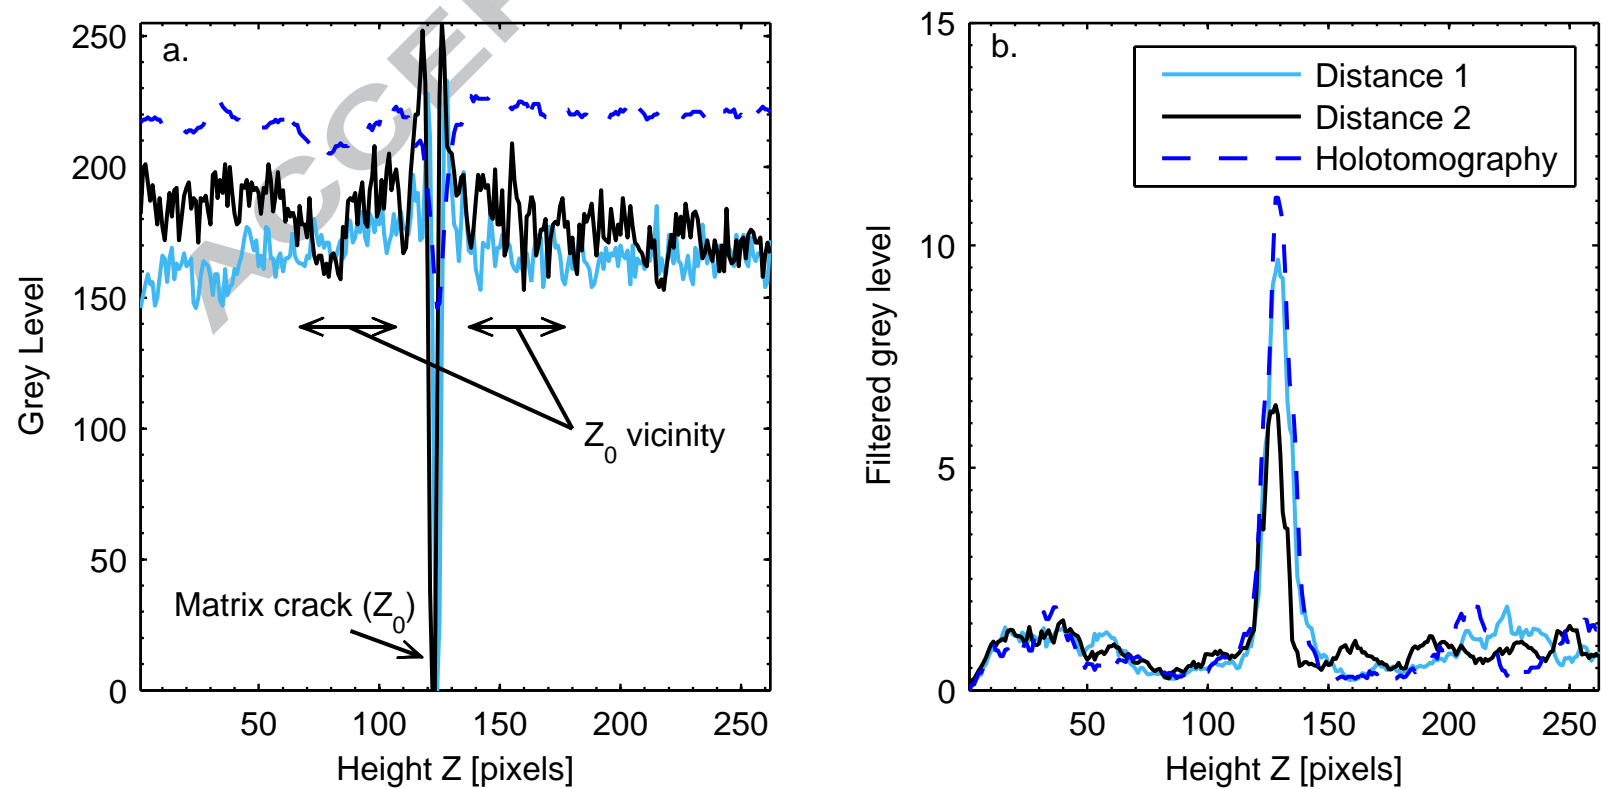 a.
250
200
150
100
50
0
Grey Level
50
100
150
200
250
Height Z [pixels]
Z0 vicinity
Matrix crack (Z0)
ACCEP
b.
15
10
5
0
Filtered grey level
50
100
150
200
250
Height Z [pixels]
Distance 1
Distance 2
Holotomography